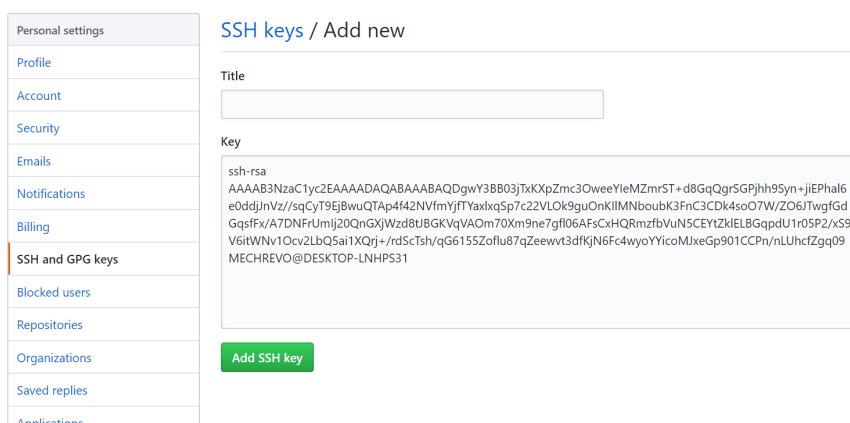 Personal settings
Profile
Account
Security
Emails
Notifications
Billing
SSH and GPG keys
Blocked users
Repositories
Organizations
Saved replies
Applications
SSH keys / Add new
Title
Key
ssh-rsa
AAAAB3NzaC1yc2EAAAADAQABAAABAQDgwY3BB03jTxKXpZmc3OweeYIeMZmrST+d8GqQgrSGPjhh9Syn+jiEPhal6
e0ddjJnVz//sqCyT9EjBwuQTAp4f42NVfmYjfTYaxlxqSp7c22VLOk9guOnKIlMNboubK3FnC3CDk4soO7W/ZO6JTwgfGd
GqsfFx/A7DNFrUmIj20QnGXjWzd8tJBGKVqVAOm70Xm9ne7gfl06AFsCxHQRmzfbVuN5CEYtZklELBGqpdU1r05P2/xS9
V6itWNv1Ocv2LbQ5ai1XQrj+/rdScTsh/qG6155Zoflu87qZeewvt3dfKjN6Fc4wyoYYicoMJxeGp901CCPn/nLUhcfZgq09
MECHREVO@DESKTOP-LNHPS31
Add SSH key